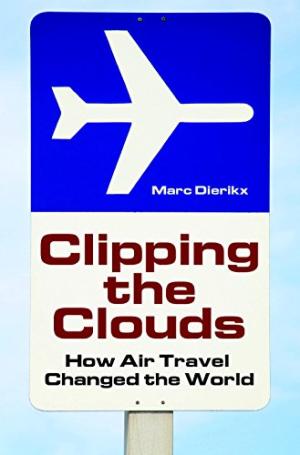 Marc Dierikx
Clipping
the
Clouds
How Air Travel
Changed the World